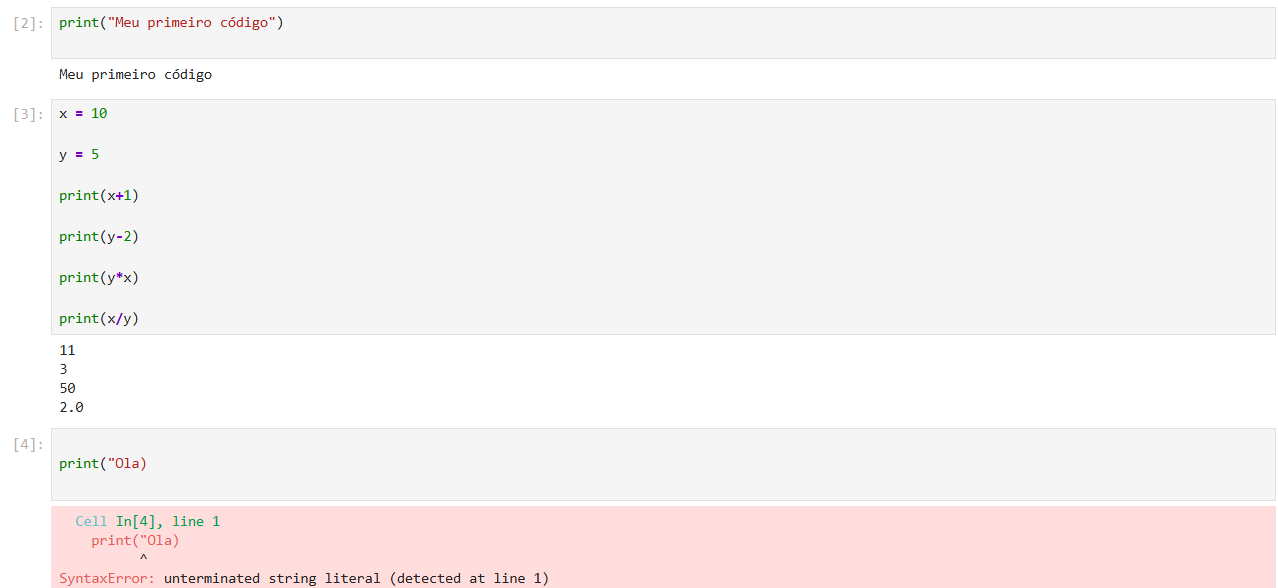 [2]: print("Meu primeiro código")
Meu primeiro código
[3]: x = 10
y = 5
print(x+1)
print(y-2)
print(y*x)
print(x/y)
11
3
50
2.0
[4]:
print("Ola)
Cell In[4], line 1
print("Ola)
^
SyntaxError: unterminated string literal (detected at line 1)